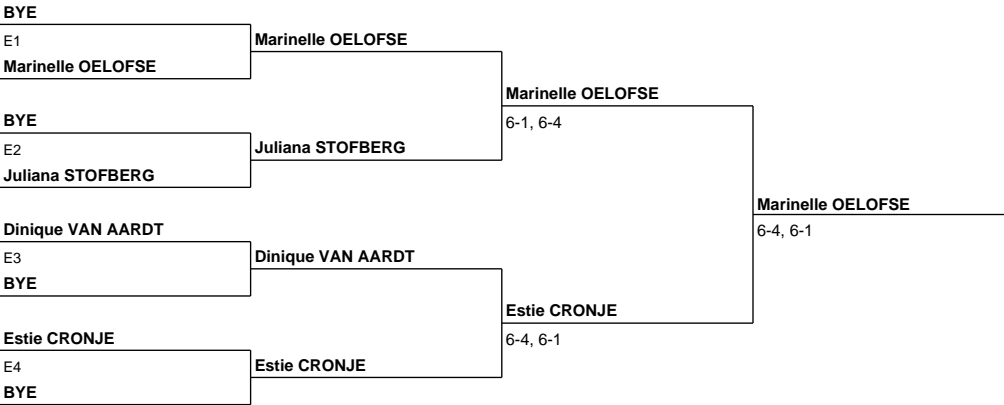 BYE
E1
Marinelle OELOFSE
Marinelle OELOFSE
BYE
E2
Juliana STOFBERG
Juliana STOFBERG
Marinelle OELOFSE
6-1, 6-4
Dinique VAN AARDT
E3
BYE
Dinique VAN AARDT
Estie CRONJE
E4
BYE
Estie CRONJE
Estie CRONJE
6-4, 6-1
Marinelle OELOFSE
6-4, 6-1